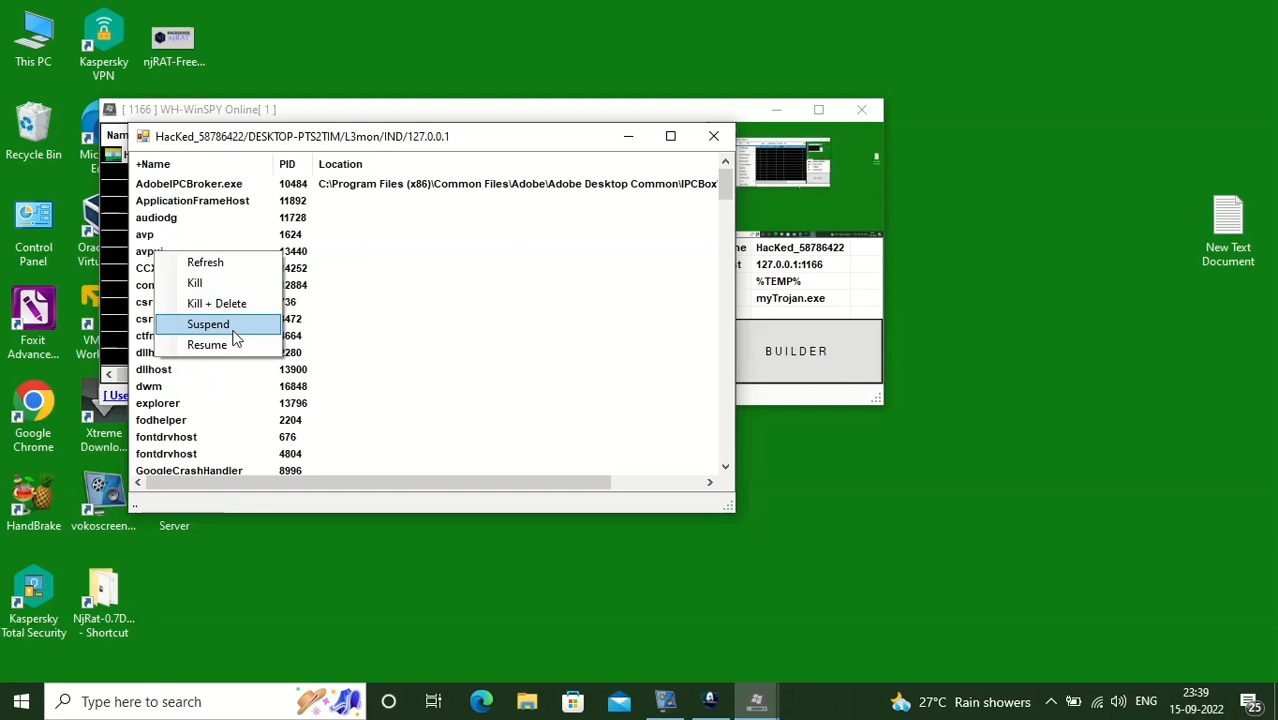 This PC
Kaspersky
VPN
njRAT-Free...
Recycle Bin
Control
Panel
Foxit
Advance...
Google
Chrome
Xtreme
Downlo...
HandBrake
vokoscreen...
Server
Kaspersky
Total Security
NjRat-0.7D...
- Shortcut
New Text
Document
[ 1166 ] WH-WinSPY Online[ 1 ]
HacKed_58786422/DESKTOP-PTS2TIM/L3mon/IND/127.0.0.1
+Name PID Location
AdobeIPCBroker.exe 10484 C:\Program Files (x86)\Common Files\Adobe\Adobe Desktop Common\IPCBox
ApplicationFrameHost 11892
audiodg 11728
avp 1624
avpui 13440
Refresh
Kill
Kill + Delete
Suspend
Resume
dllhost 13900
dwm 16848
explorer 13796
fodhelper 2204
fontdrvhost 676
fontdrvhost 4804
GoogleCrashHandler 8996
HacKed_58786422
127.0.0.1:1166
%TEMP%
myTrojan.exe
BUILDER
[ Use
Type here to search
27°C Rain showers
ENG
23:39
15-09-2022
25